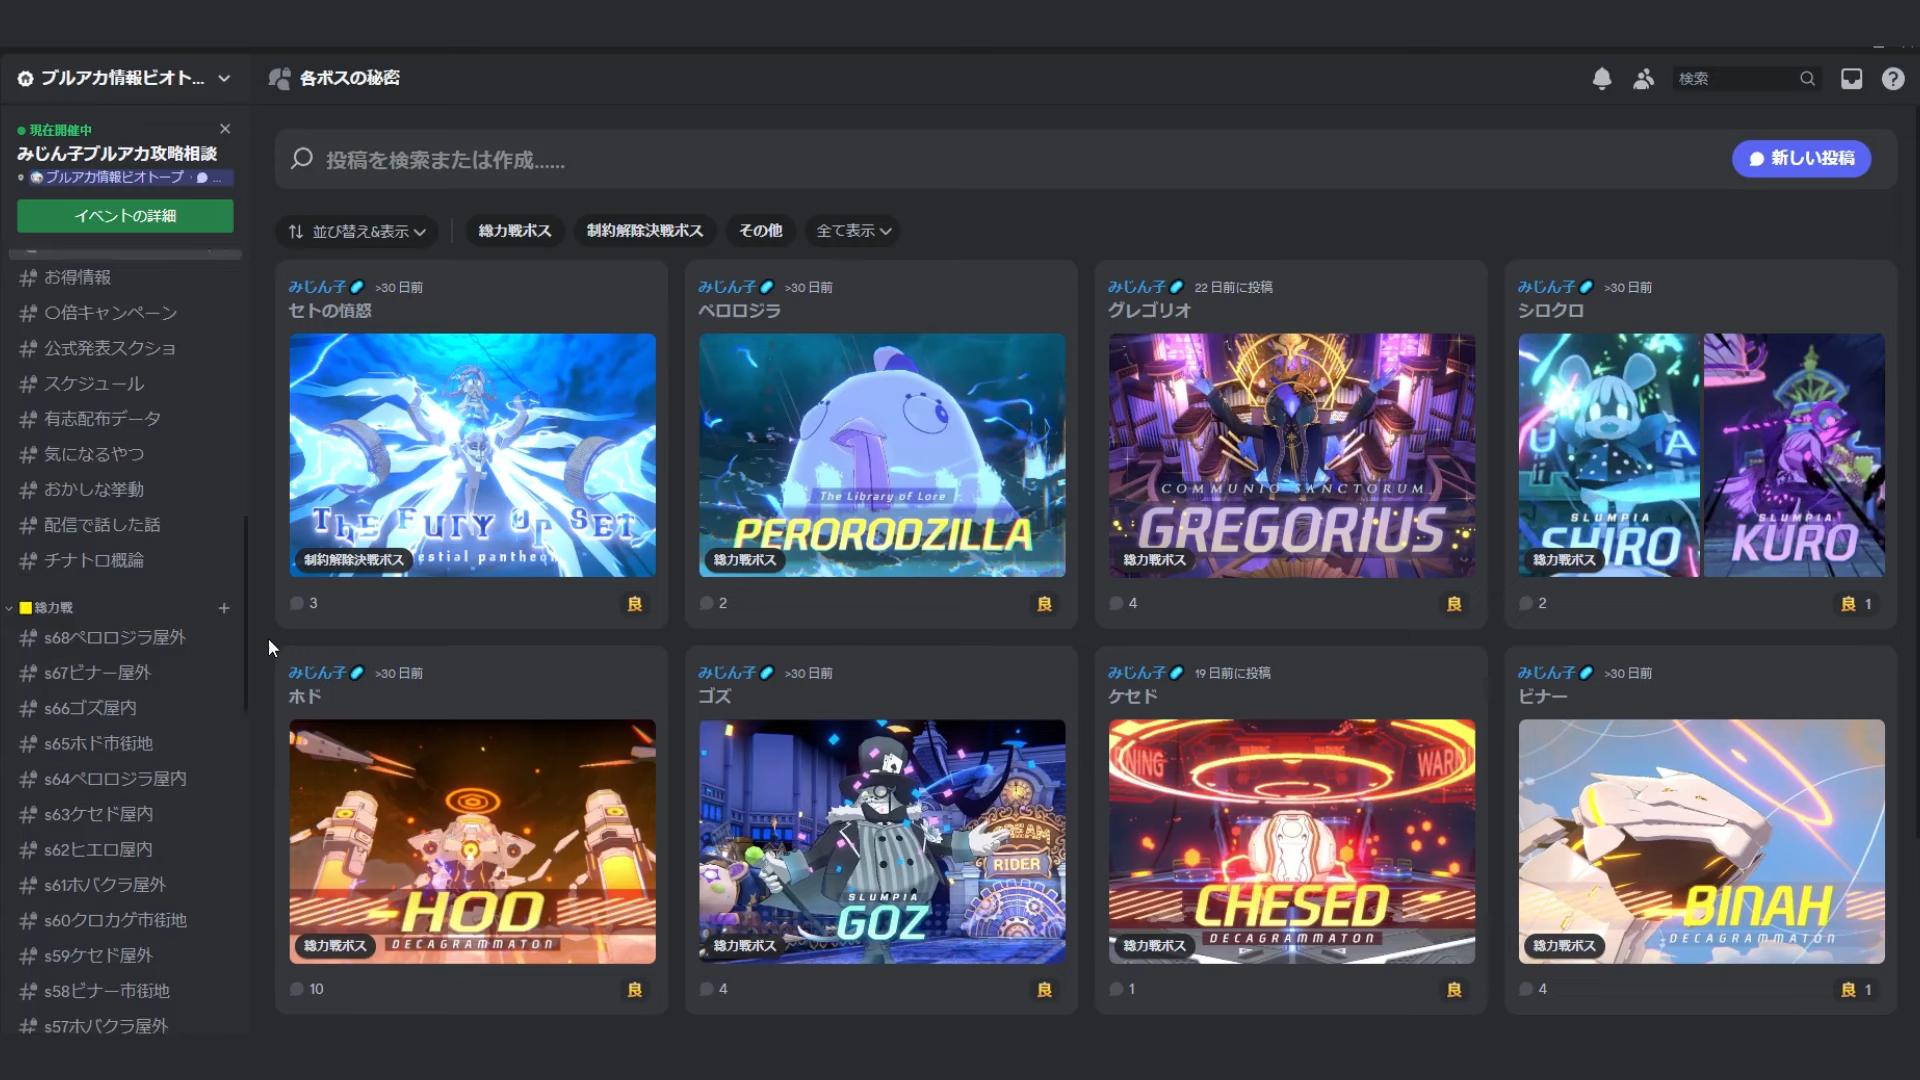 ブルアカ情報ビオト...
各ボスの秘密
検索
現在開催中
みじん子ブルアカ攻略相談
ブルアカ情報ビオトープ · ...
イベントの詳細
お得情報
〇倍キャンペーン
公式発表スクショ
スケジュール
有志配布データ
気になるやつ
おかしな挙動
配信で話した話
チナトロ概論
総力戦
s68ペロロジラ屋外
s67ビナー屋外
s66ゴズ屋内
s65ホド市街地
s64ペロロジラ屋内
s63ケセド屋内
s62ヒエロ屋内
s61ホバクラ屋外
s60クロカゲ市街地
s59ケセド屋外
s58ビナー市街地
s57ホバクラ屋外
投稿を検索または作成......
新しい投稿
並び替え&表示
総力戦ボス
制約解除決戦ボス
その他
全て表示
みじん子 >30 日前
セトの憤怒
THE FURY OF SET
estial pantheon
制約解除決戦ボス
3
良
みじん子 >30 日前
ペロロジラ
The Library of Lore
PERORODZILLA
総力戦ボス
2
良
みじん子 22 日前に投稿
グレゴリオ
COMMUNIO SANCTORUM
GREGORIUS
総力戦ボス
4
良
みじん子 >30 日前
シロクロ
U A
SLUMPIA
SHIRO
SLUMPIA
KURO
総力戦ボス
2
良 1
みじん子 >30 日前
ホド
HOD
DECAGRAMMATON
総力戦ボス
10
良
みじん子 >30 日前
ゴズ
DREAM
RIDER
SLUMPIA
GOZ
総力戦ボス
4
良
みじん子 19 日前に投稿
ケセド
NING WARNING WARNING WARN
CHESED
DECAGRAMMATON
総力戦ボス
1
良
みじん子 >30 日前
ビナー
BINAH
DECAGRAMMATON
総力戦ボス
4
良 1